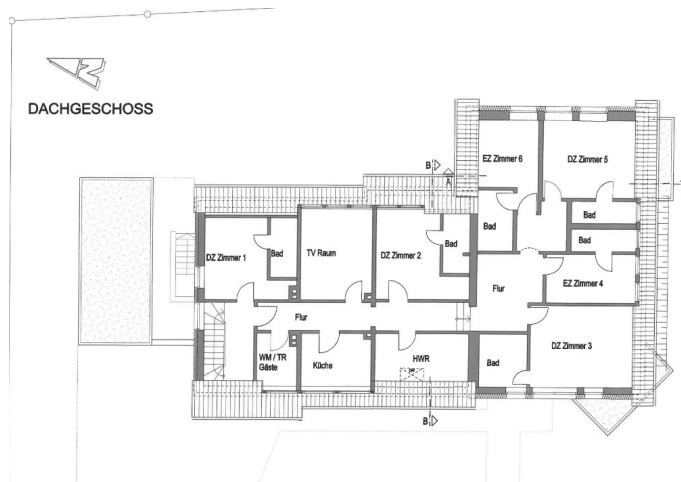 N
DACHGESCHOSS
EZ Zimmer 6
DZ Zimmer 5
B
A
Bad
Bad
Bad
DZ Zimmer 1
Bad
TV Raum
DZ Zimmer 2
Bad
Flur
EZ Zimmer 4
Flur
DZ Zimmer 3
WM / TR
Gäste
Küche
HWR
Bad
B